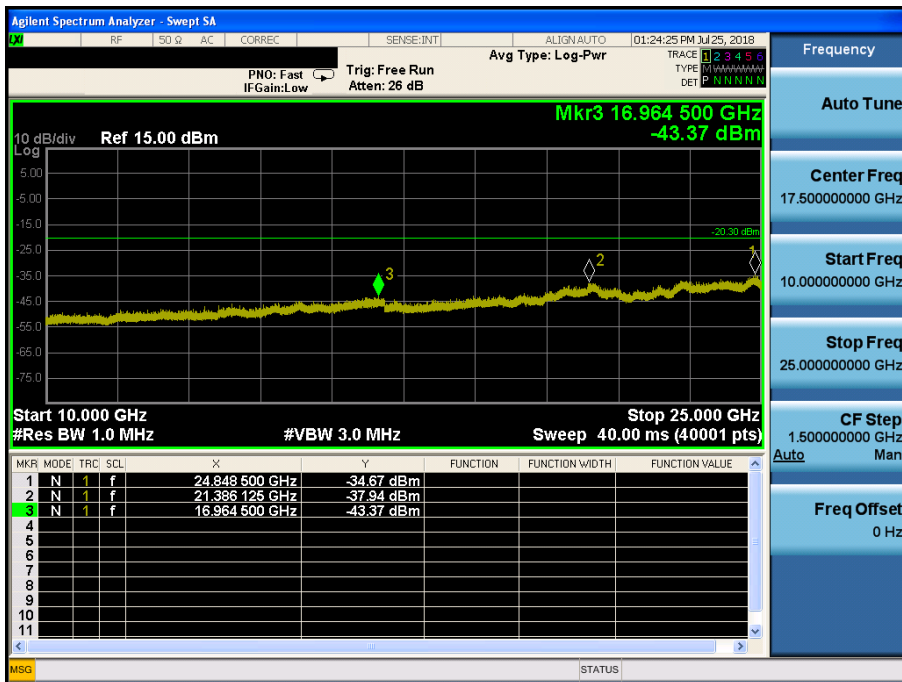 Agilent Spectrum Analyzer - Swept SA
LXI RF 50 Ω AC CORREC SENSE:INT ALIGN AUTO 01:24:25 PM Jul 25, 2018
Avg Type: Log-Pwr
TRACE 1 2 3 4 5 6
TYPE M W W W W W
DET P N N N N N
PNO: Fast
IFGain:Low
Trig: Free Run
Atten: 26 dB
Mkr3 16.964 500 GHz
-43.37 dBm
10 dB/div Ref 15.00 dBm
Log
5.00
-5.00
-15.0
-20.30 dBm
-25.0
-35.0
-45.0
-55.0
-65.0
-75.0
3
2
1
Start 10.000 GHz Stop 25.000 GHz
#Res BW 1.0 MHz #VBW 3.0 MHz Sweep 40.00 ms (40001 pts)
MKR MODE TRC SCL X Y FUNCTION FUNCTION WIDTH FUNCTION VALUE
1 N 1 f 24.848 500 GHz -34.67 dBm
2 N 1 f 21.386 125 GHz -37.94 dBm
3 N 1 f 16.964 500 GHz -43.37 dBm
4
5
6
7
8
9
10
11
MSG STATUS
Frequency
Auto Tune
Center Freq
17.500000000 GHz
Start Freq
10.000000000 GHz
Stop Freq
25.000000000 GHz
CF Step
1.500000000 GHz
Auto Man
Freq Offset
0 Hz